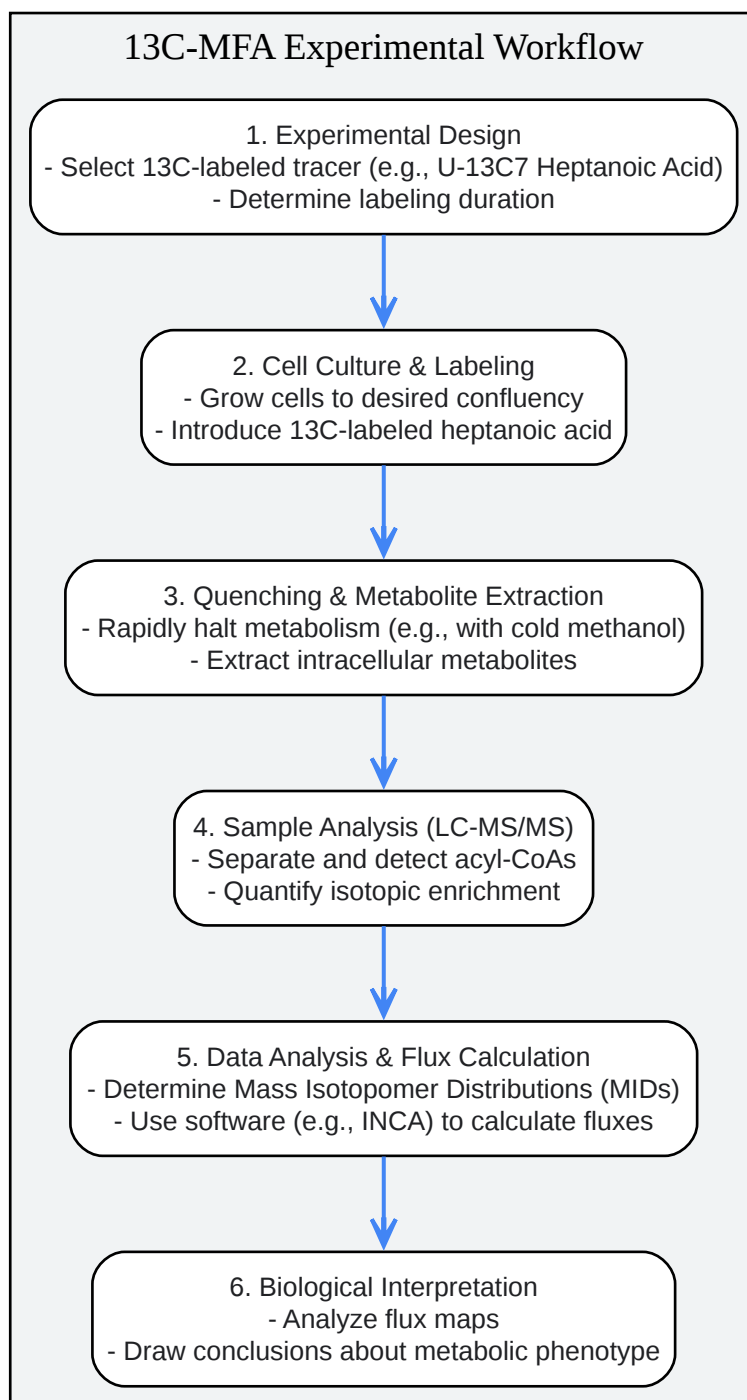 13C-MFA Experimental Workflow
1. Experimental Design
- Select 13C-labeled tracer (e.g., U-13C7 Heptanoic Acid)
- Determine labeling duration
2. Cell Culture & Labeling
- Grow cells to desired confluency
- Introduce 13C-labeled heptanoic acid
3. Quenching & Metabolite Extraction
- Rapidly halt metabolism (e.g., with cold methanol)
- Extract intracellular metabolites
4. Sample Analysis (LC-MS/MS)
- Separate and detect acyl-CoAs
- Quantify isotopic enrichment
5. Data Analysis & Flux Calculation
- Determine Mass Isotopomer Distributions (MIDs)
- Use software (e.g., INCA) to calculate fluxes
6. Biological Interpretation
- Analyze flux maps
- Draw conclusions about metabolic phenotype